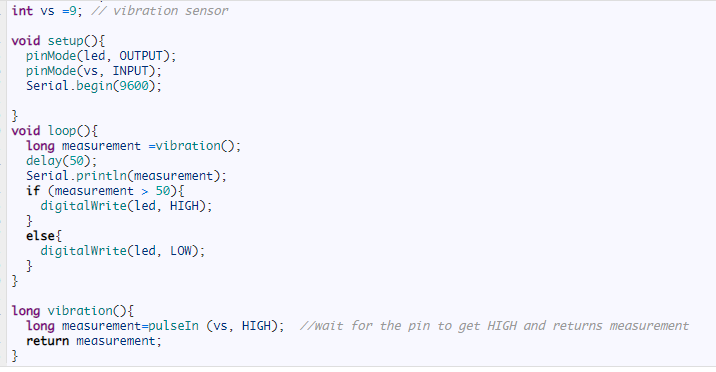 int vs =9; // vibration sensor
void setup(){
pinMode(led, OUTPUT);
pinMode(vs, INPUT);
Serial.begin(9600);
}
void loop(){
long measurement =vibration();
delay(50);
Serial.println(measurement);
if (measurement > 50){
digitalWrite(led, HIGH);
}
else{
digitalWrite(led, LOW);
}
}
long vibration(){
long measurement=pulseIn (vs, HIGH);  //wait for the pin to get HIGH and returns measurement
return measurement;
}